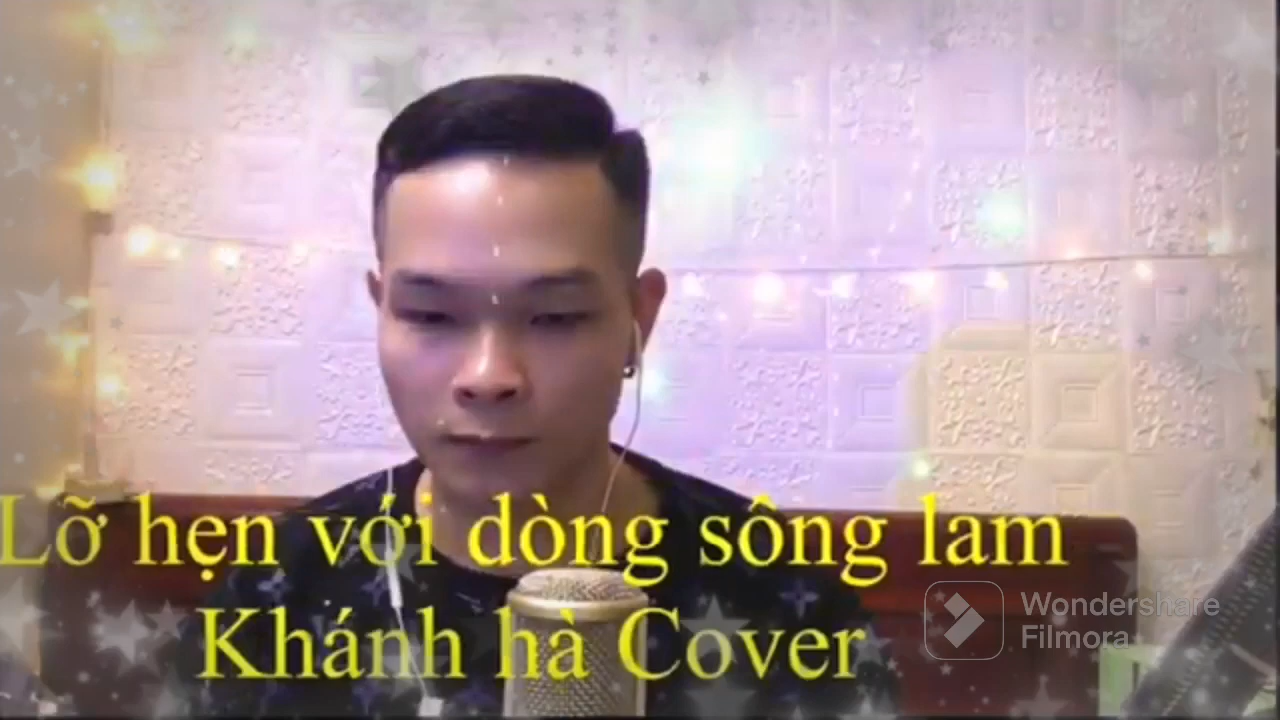 Lỡ hẹn với dòng sông lam
Khánh hà Cover
Wondershare
Filmora